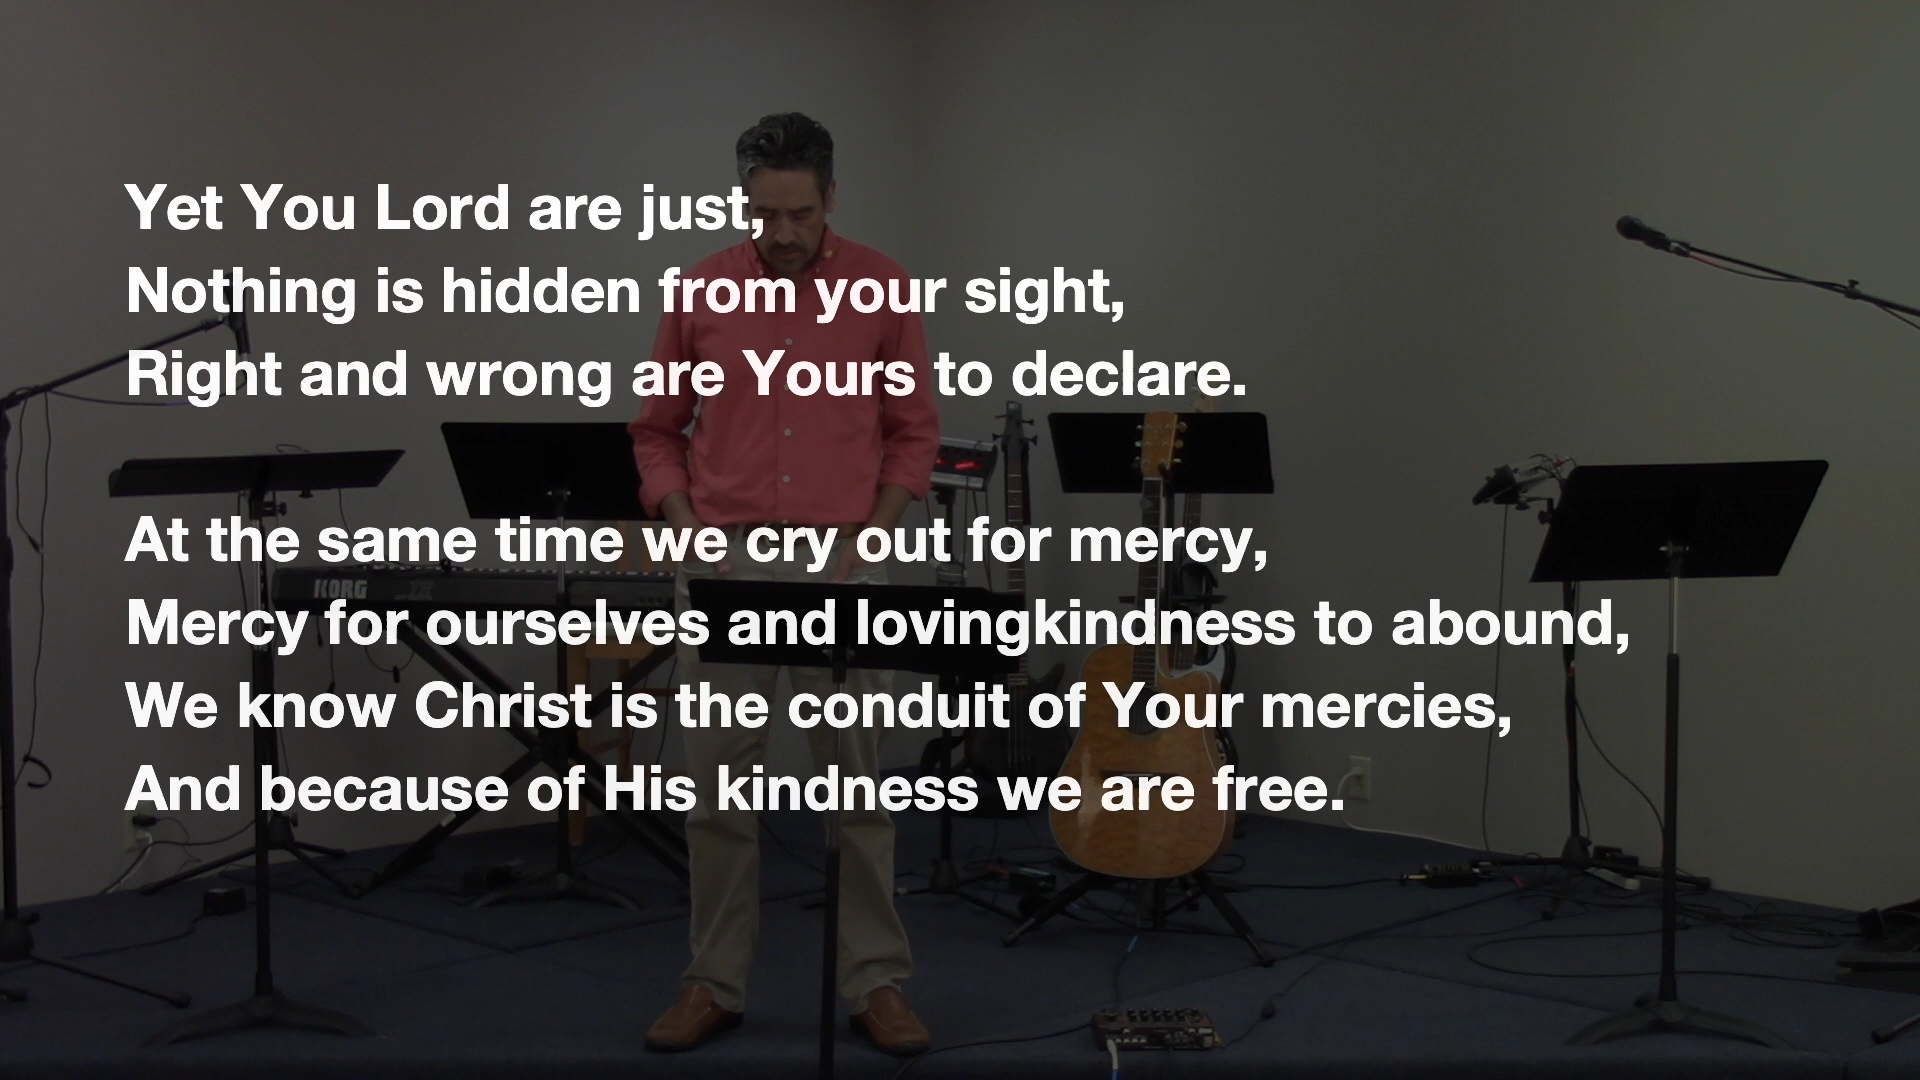 Yet You Lord are just,
Nothing is hidden from your sight,
Right and wrong are Yours to declare.
At the same time we cry out for mercy,
Mercy for ourselves and lovingkindness to abound,
We know Christ is the conduit of Your mercies,
And because of His kindness we are free.
KORG